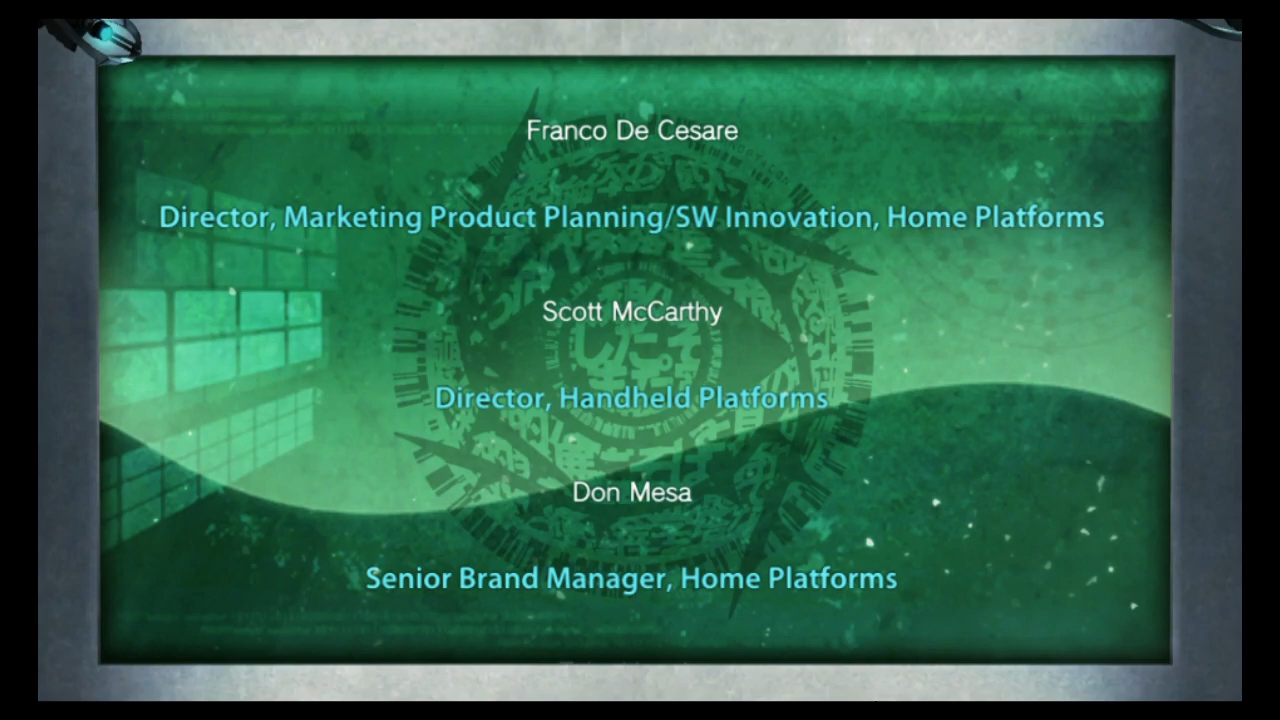 Franco De Cesare
Director, Marketing Product Planning/SW Innovation, Home Platforms
Scott McCarthy
Director, Handheld Platforms
Don Mesa
Senior Brand Manager, Home Platforms